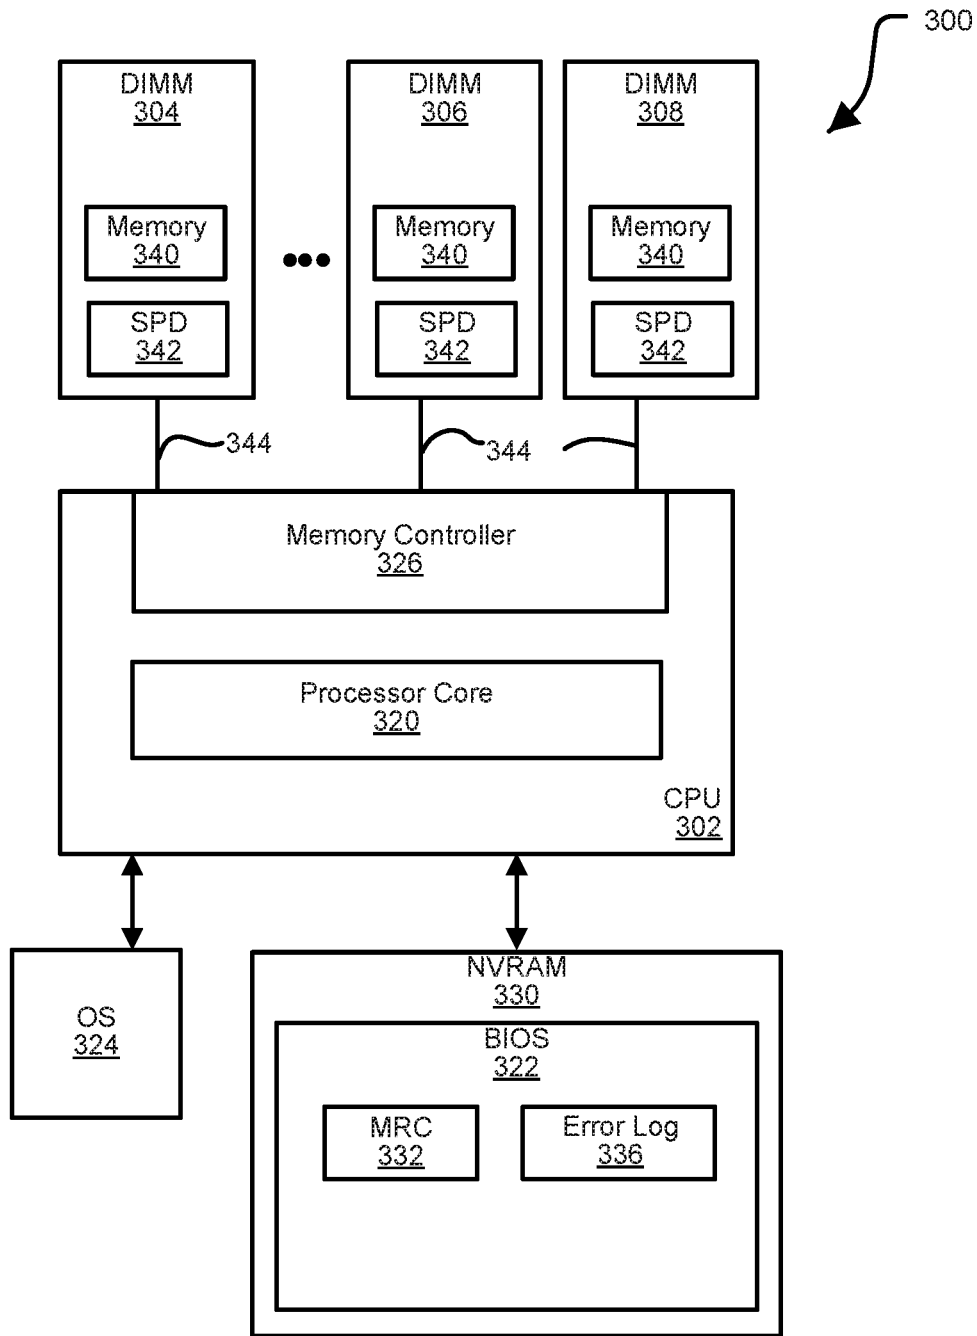 300
DIMM
304
Memory
340
SPD
342
DIMM
306
Memory
340
SPD
342
DIMM
308
Memory
340
SPD
342
344
344
Memory Controller
326
Processor Core
320
CPU
302
OS
324
NVRAM
330
BIOS
322
MRC
332
Error Log
336